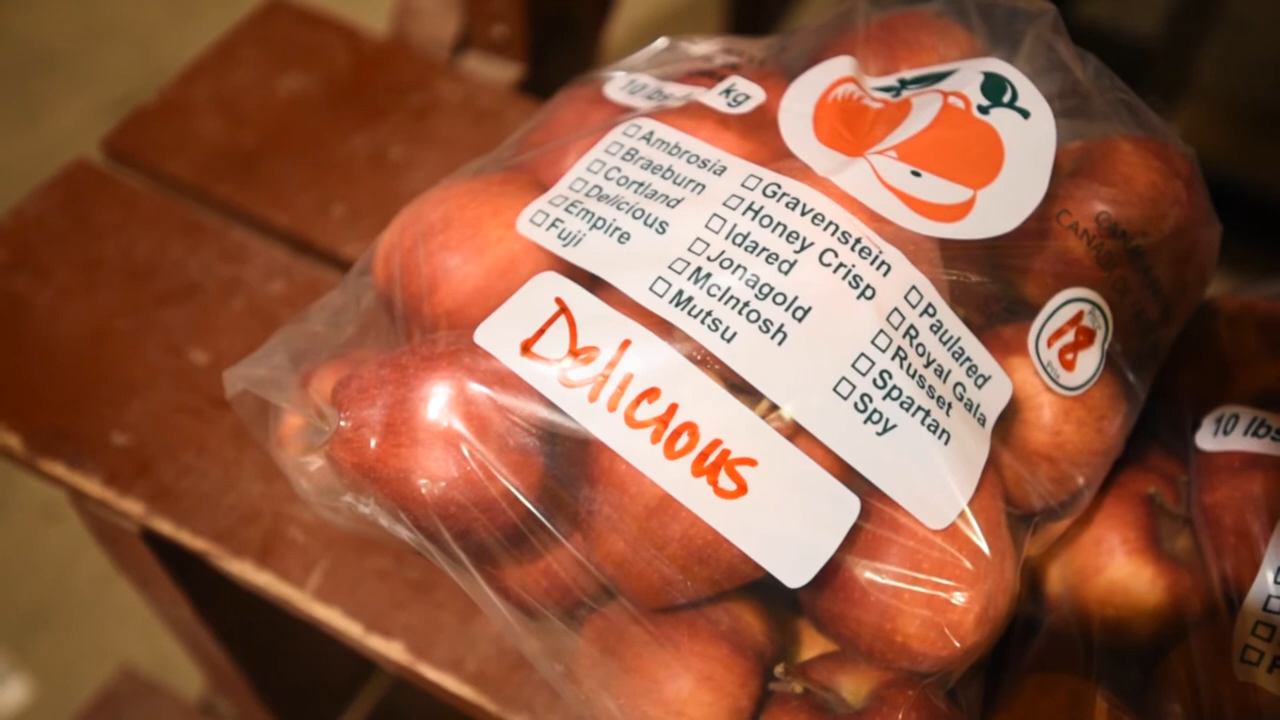 10 lbs
kg
☐ Ambrosia
☐ Braeburn
☐ Cortland
☐ Delicious
☐ Empire
☐ Fuji
☐ Gravenstein
☐ Honey Crisp
☐ Idared
☐ Jonagold
☐ McIntosh
☐ Mutsu
☐ Paulared
☐ Royal Gala
☐ Russet
☐ Spartan
☐ Spy
Delicious
18
10 lbs